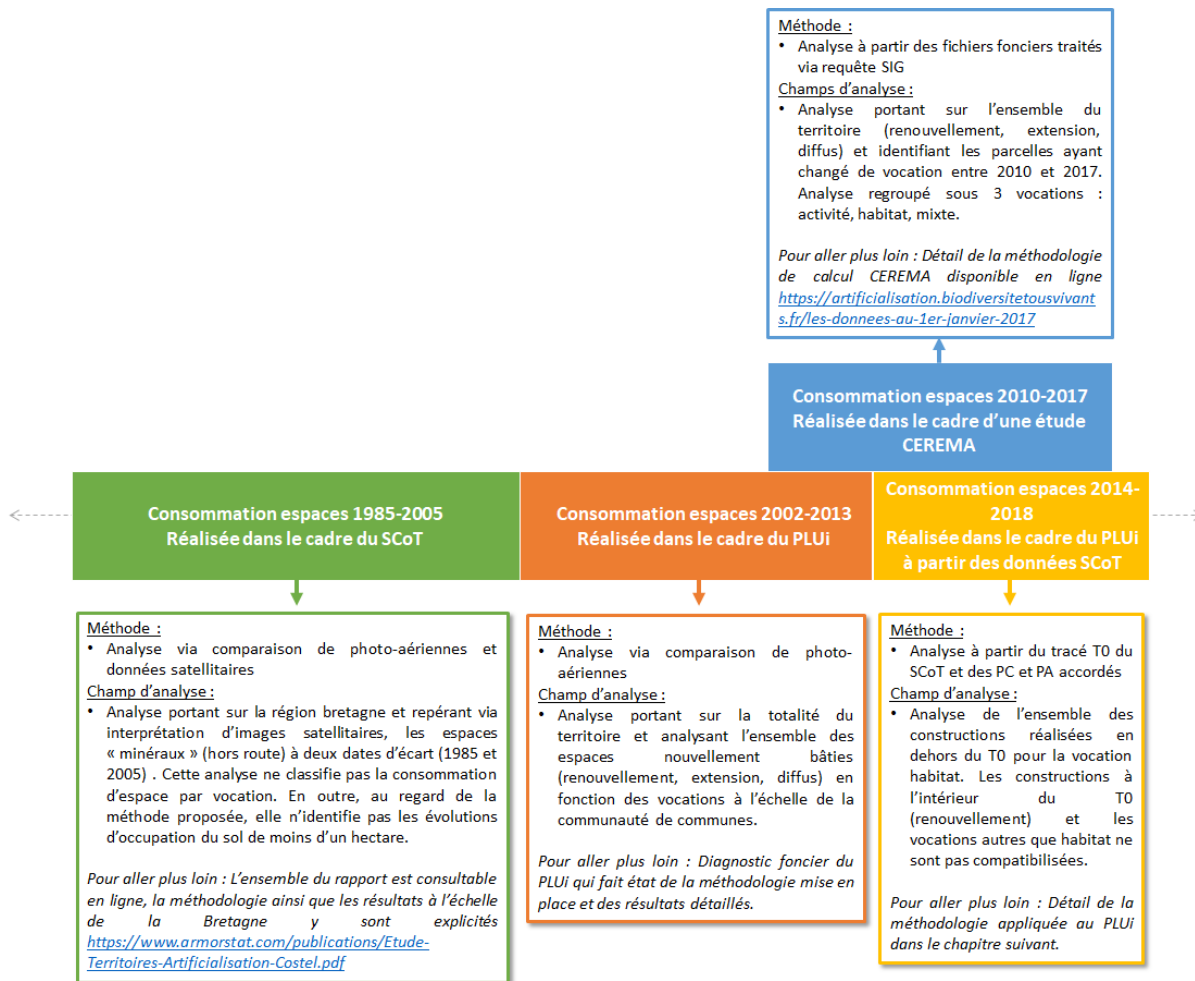 Méthode :
• Analyse à partir des fichiers fonciers traités
via requête SIG
Champs d'analyse :
• Analyse portant sur l'ensemble du
territoire (renouvellement, extension,
diffus) et identifiant les parcelles ayant
changé de vocation entre 2010 et 2017.
Analyse regroupé sous 3 vocations :
activité, habitat, mixte.
Pour aller plus loin : Détail de la méthodologie
de calcul CEREMA disponible en ligne
https://artificialisation.biodiversitetousvivant
s.fr/les-donnees-au-1er-janvier-2017
Consommation espaces 2010-2017
Réalisée dans le cadre d'une étude
CEREMA
Consommation espaces 1985-2005
Réalisée dans le cadre du SCoT
Consommation espaces 2002-2013
Réalisée dans le cadre du PLUi
Consommation espaces 2014-
2018
Réalisée dans le cadre du PLUi
à partir des données SCoT
Méthode :
• Analyse via comparaison de photo-aériennes et
données satellitaires
Champ d'analyse :
• Analyse portant sur la région bretagne et repérant via
interprétation d'images satellitaires, les espaces
« minéraux » (hors route) à deux dates d'écart (1985 et
2005) . Cette analyse ne classifie pas la consommation
d'espace par vocation. En outre, au regard de la
méthode proposée, elle n'identifie pas les évolutions
d'occupation du sol de moins d'un hectare.
Pour aller plus loin : L'ensemble du rapport est consultable
en ligne, la méthodologie ainsi que les résultats à l'échelle
de la Bretagne y sont explicités
https://www.armorstat.com/publications/Etude-
Territoires-Artificialisation-Costel.pdf
Méthode :
• Analyse via comparaison de photo-
aériennes
Champ d'analyse :
• Analyse portant sur la totalité du
territoire et analysant l'ensemble des
espaces nouvellement bâties
(renouvellement, extension, diffus) en
fonction des vocations à l'échelle de la
communauté de communes.
Pour aller plus loin : Diagnostic foncier du
PLUi qui fait état de la méthodologie mise en
place et des résultats détaillés.
Méthode :
• Analyse à partir du tracé T0 du
SCoT et des PC et PA accordés
Champ d'analyse :
• Analyse de l'ensemble des
constructions réalisées en
dehors du T0 pour la vocation
habitat. Les constructions à
l'intérieur du T0
(renouvellement) et les
vocations autres que habitat ne
sont pas compatibilisées.
Pour aller plus loin : Détail de la
méthodologie appliquée au PLUi
dans le chapitre suivant.